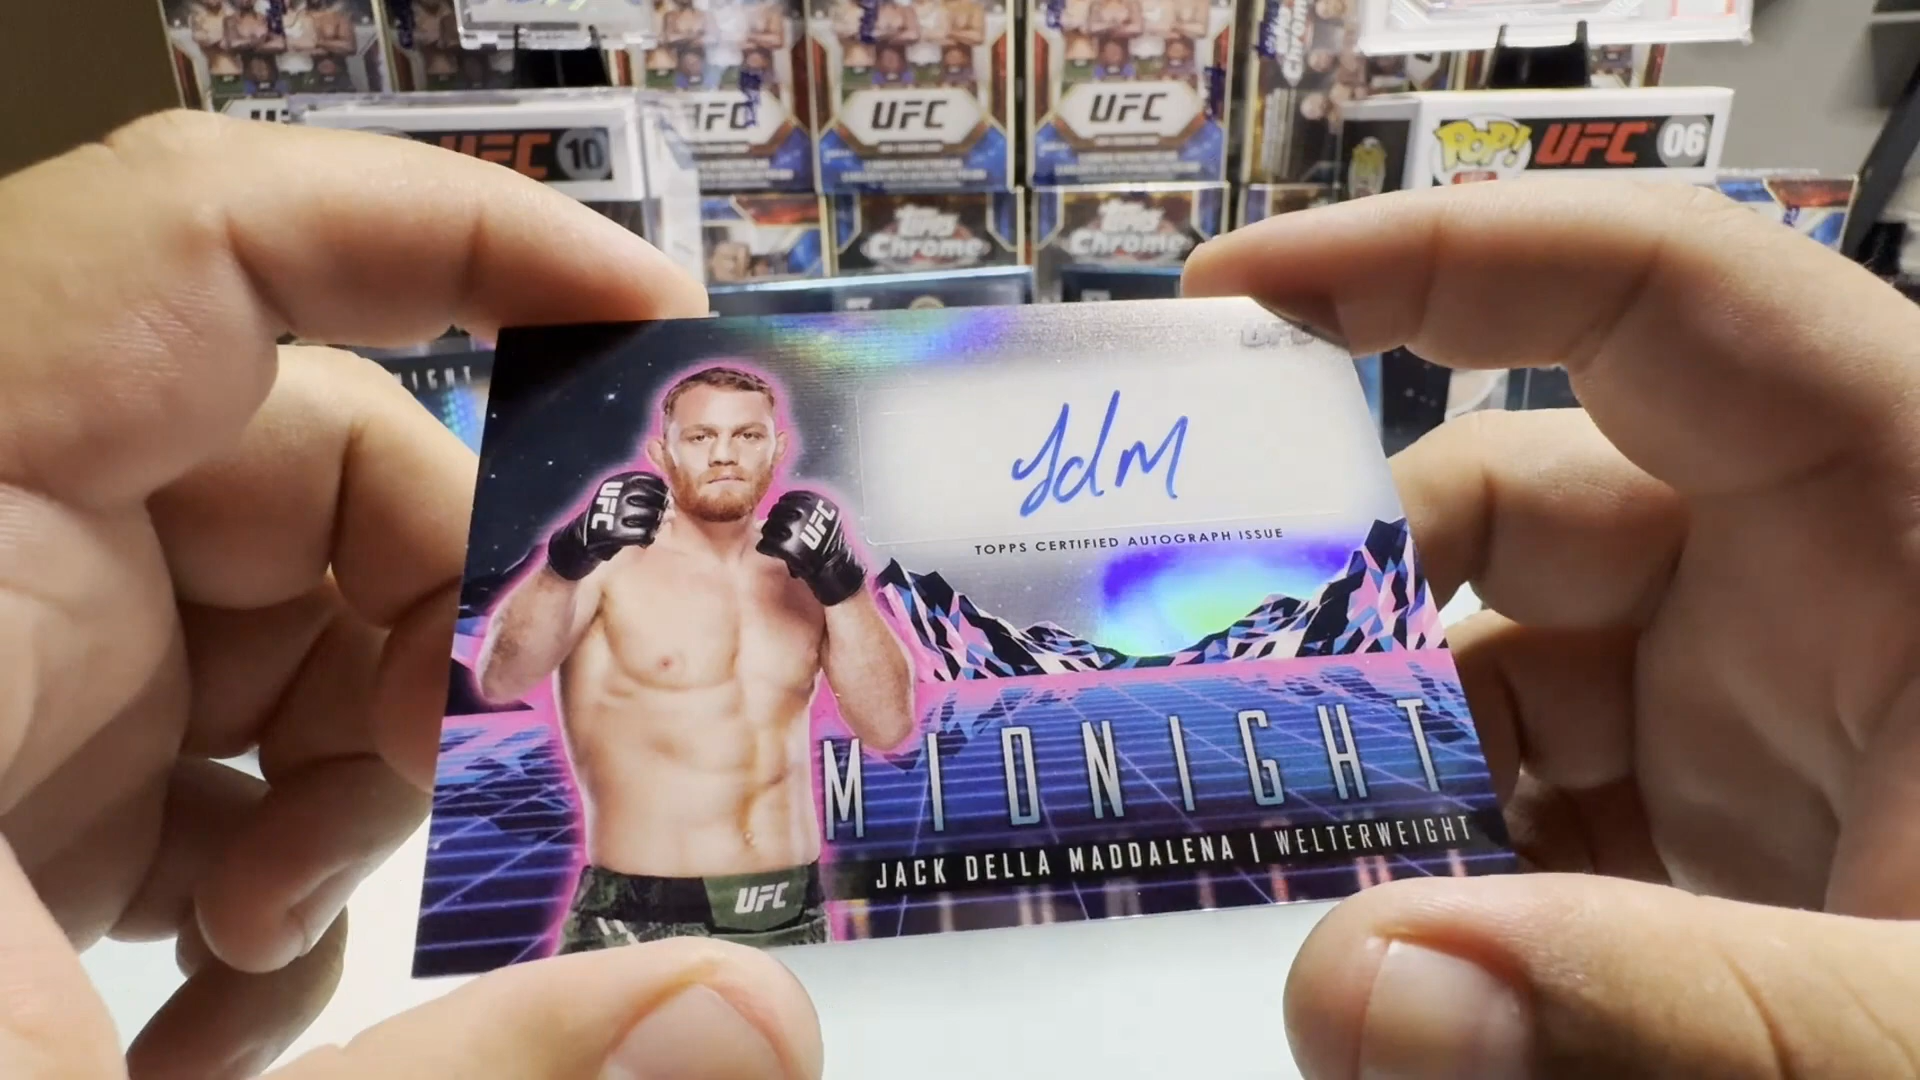 UFC
UFC
UFC
UFC 10
POP! UFC 06
Topps Chrome
Topps Chrome
UFC
JdM
TOPPS CERTIFIED AUTOGRAPH ISSUE
UFC
UFC
MIDNIGHT
JACK DELLA MADDALENA | WELTERWEIGHT
UFC